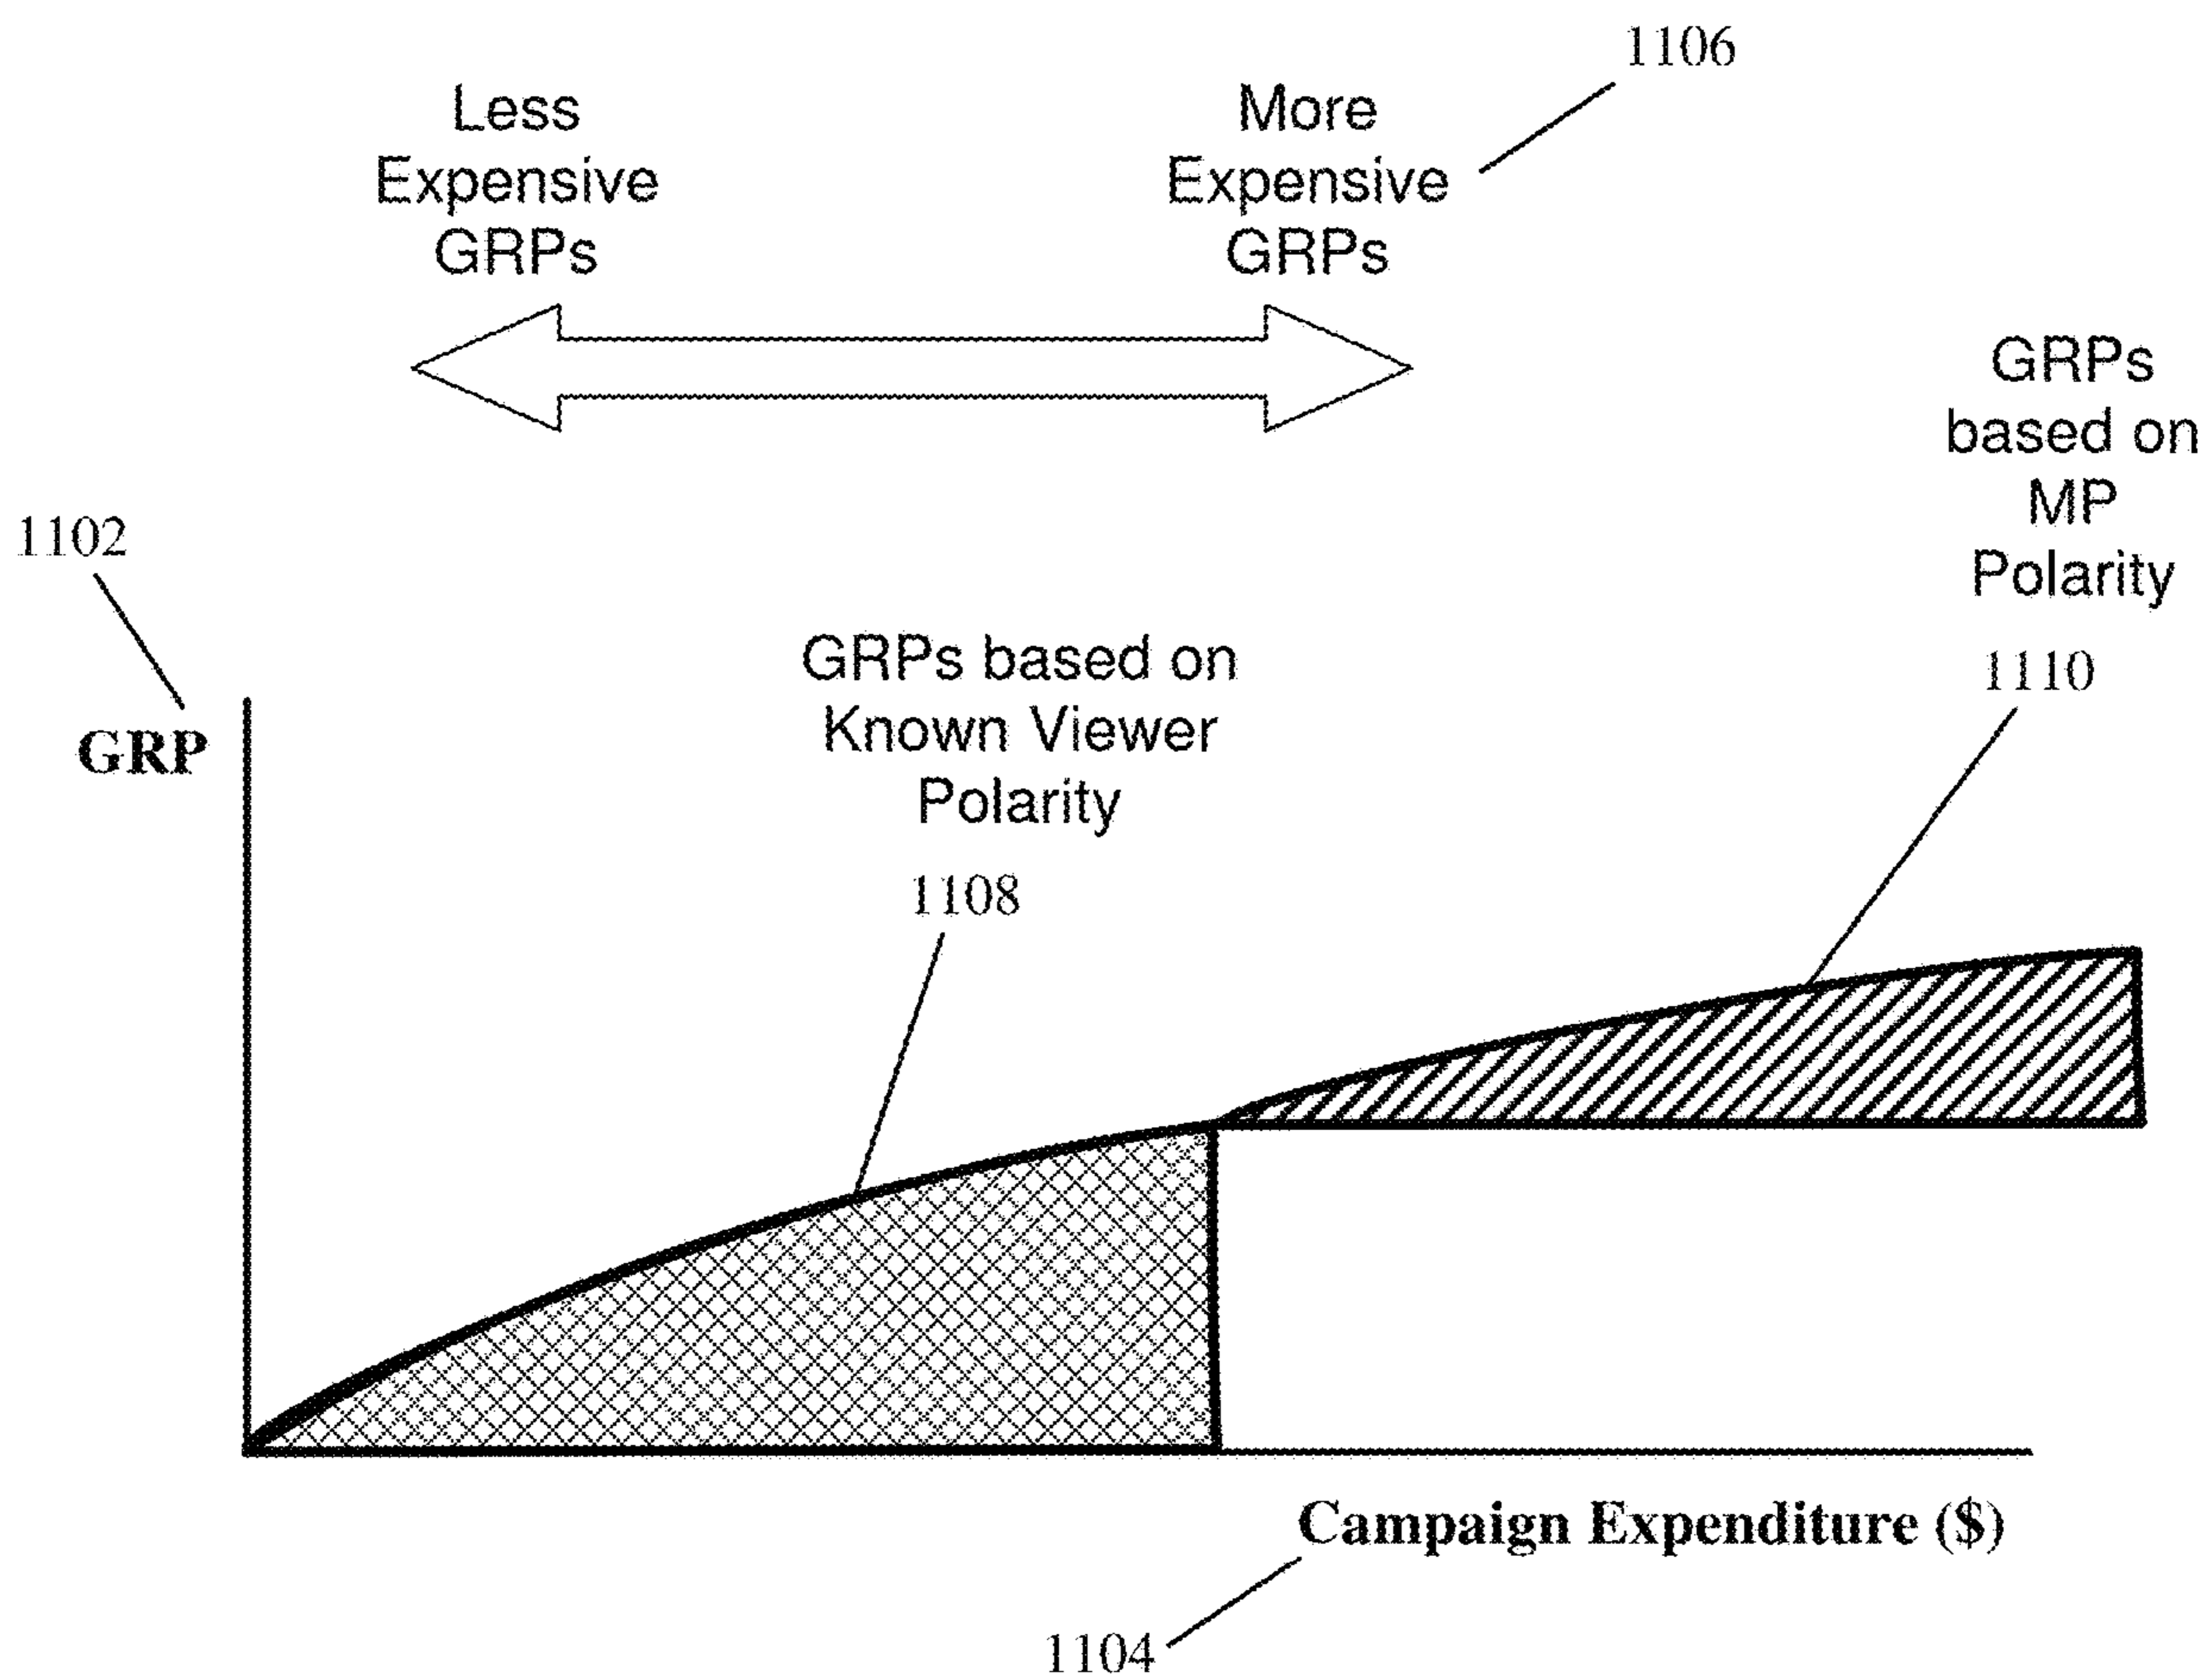 1106
Less
Expensive
GRPs
More
Expensive
GRPs
GRPs
based on
MP
Polarity
1110
1102
GRP
GRPs based on
Known Viewer
Polarity
1108
Campaign Expenditure ($)
1104